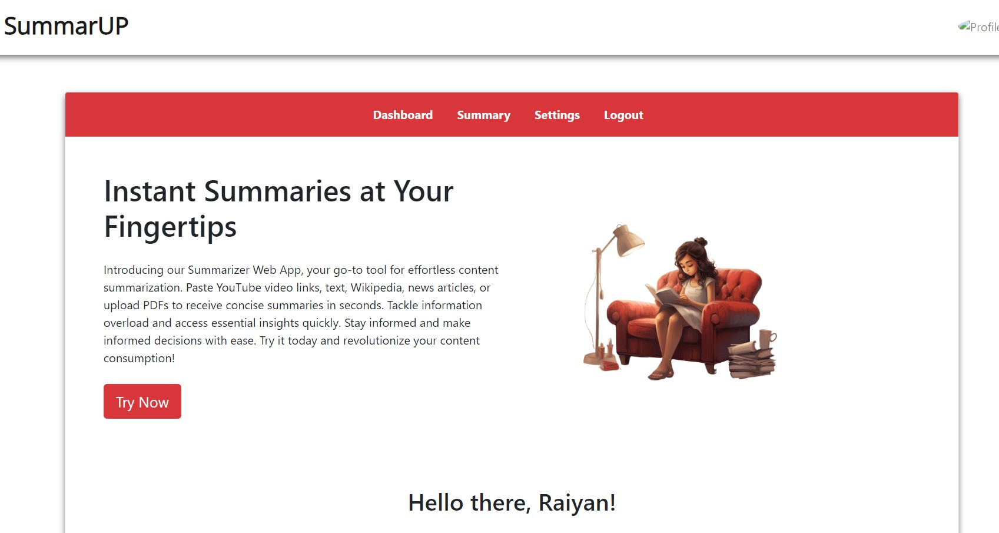 SummarUP
Profile
Dashboard Summary Settings Logout
Instant Summaries at Your
Fingertips
Introducing our Summarizer Web App, your go-to tool for effortless content
summarization. Paste YouTube video links, text, Wikipedia, news articles, or
upload PDFs to receive concise summaries in seconds. Tackle information
overload and access essential insights quickly. Stay informed and make
informed decisions with ease. Try it today and revolutionize your content
consumption!
Try Now
Hello there, Raiyan!